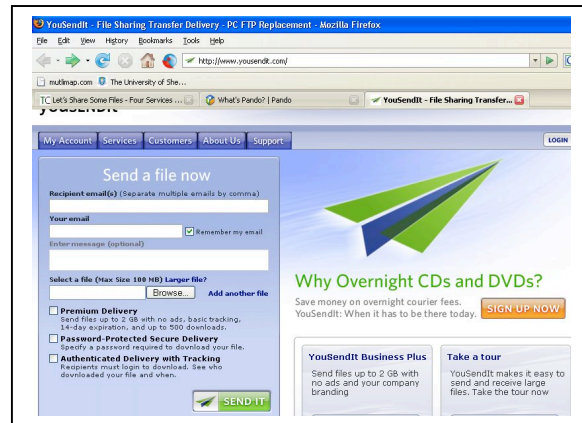 YouSendIt - File Sharing Transfer Delivery - PC FTP Replacement - Mozilla Firefox
File Edit View History Bookmarks Tools Help
http://www.yousendit.com/
mutlimap.com The University of She...
TC Let's Share Some Files - Four Services ... What's Pando? | Pando YouSendIt - File Sharing Transfer...
YOUSENDIT
My Account Services Customers About Us Support LOGIN
Send a file now
Recipient email(s) (Separate multiple emails by comma)
Your email
Remember my email
Enter message (optional)
Select a file (Max Size 100 MB) Larger file?
Browse... Add another file
Premium Delivery
Send files up to 2 GB with no ads, basic tracking,
14-day expiration, and up to 500 downloads.
Password-Protected Secure Delivery
Specify a password required to download your file.
Authenticated Delivery with Tracking
Recipients must login to download. See who
downloaded your file and when.
SEND IT
Why Overnight CDs and DVDs?
Save money on overnight courier fees.
YouSendIt: When it has to be there today.
SIGN UP NOW
YouSendIt Business Plus
Send files up to 2 GB with
no ads and your company
branding
Take a tour
YouSendIt makes it easy to
send and receive large
files. Take the tour now